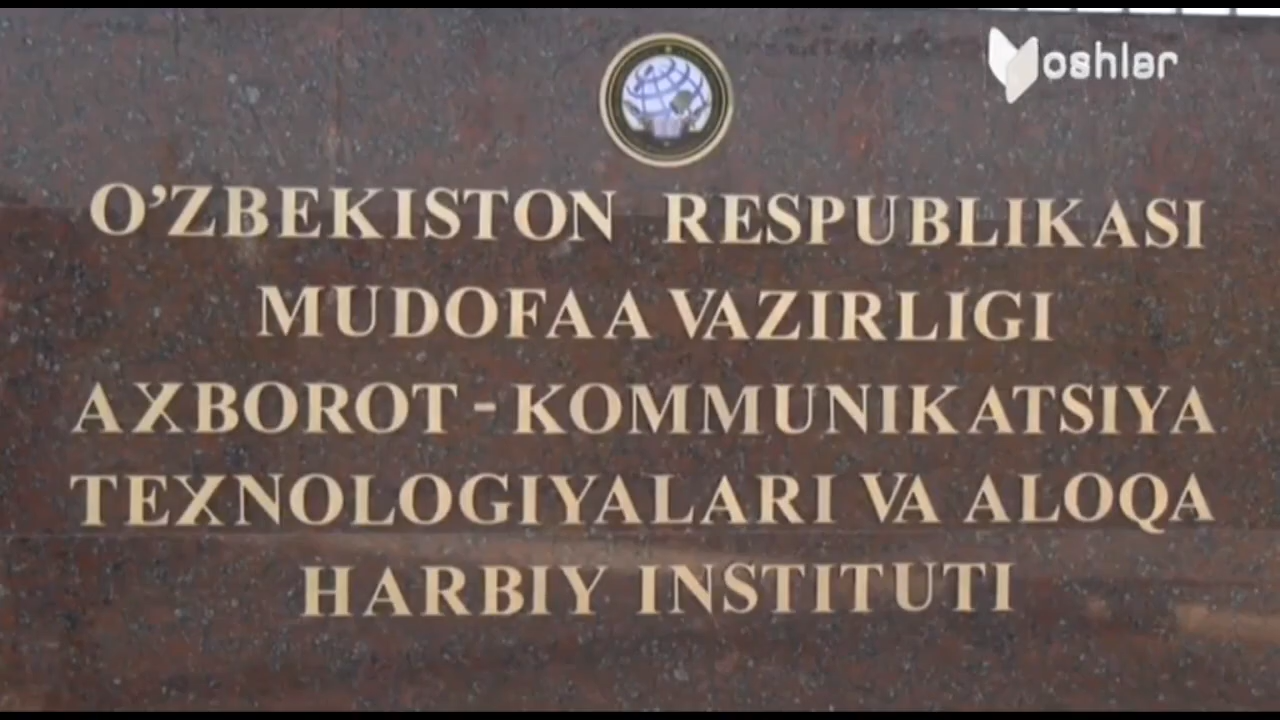 Yoshlar
O'ZBEKISTON RESPUBLIKASI
MUDOFAA VAZIRLIGI
AXBOROT - KOMMUNIKATSIYA
TEXNOLOGIYALARI VA ALOQA
HARBIY INSTITUTI